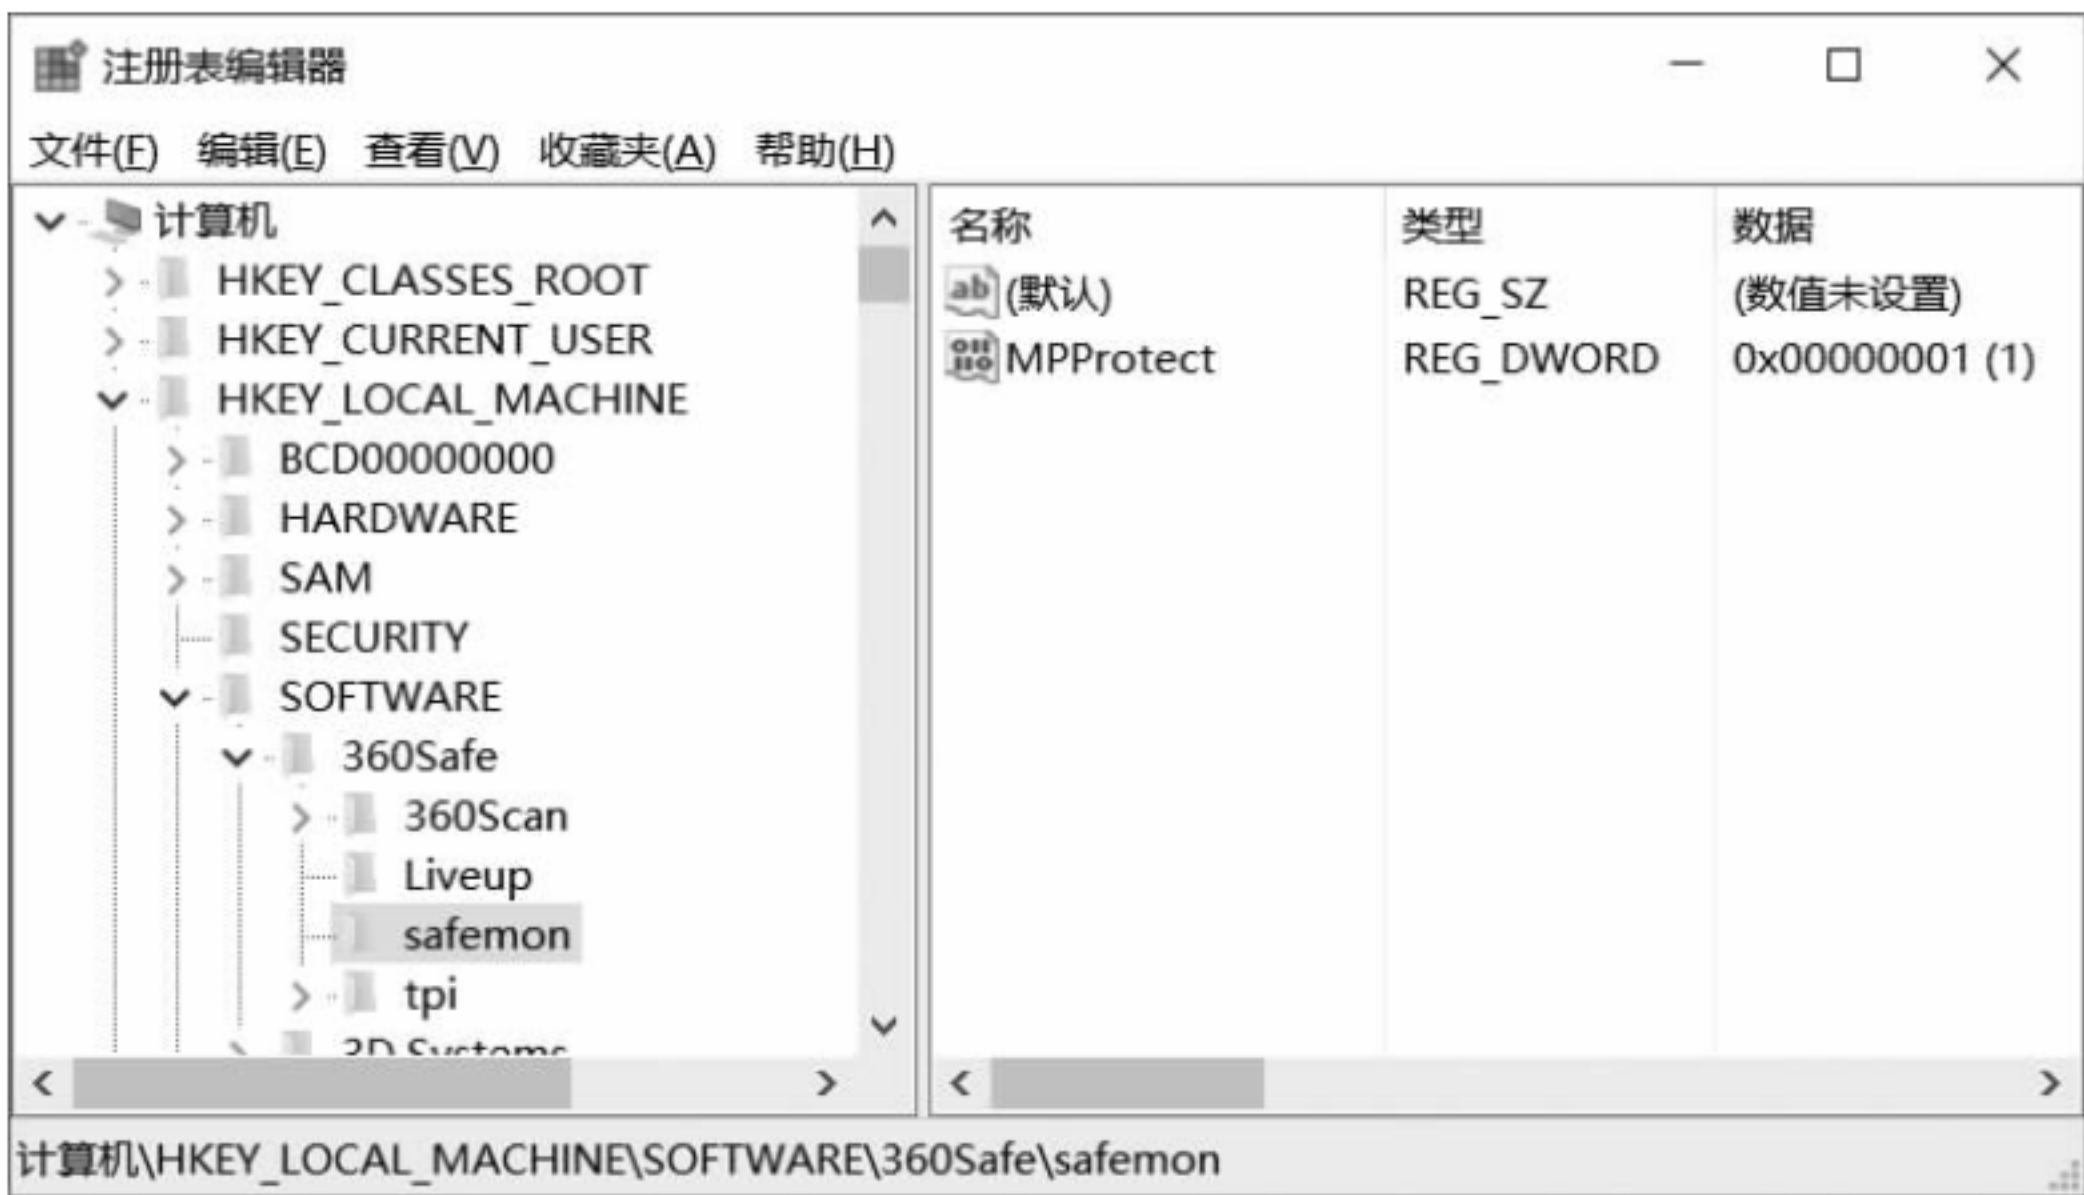 注册表编辑器
文件(F) 编辑(E) 查看(V) 收藏夹(A) 帮助(H)
计算机
HKEY_CLASSES_ROOT
HKEY_CURRENT_USER
HKEY_LOCAL_MACHINE
BCD00000000
HARDWARE
SAM
SECURITY
SOFTWARE
360Safe
360Scan
Liveup
safemon
tpi
3D Systems
名称 类型 数据
(默认) REG_SZ (数值未设置)
MPProtect REG_DWORD 0x00000001 (1)
计算机\HKEY_LOCAL_MACHINE\SOFTWARE\360Safe\safemon